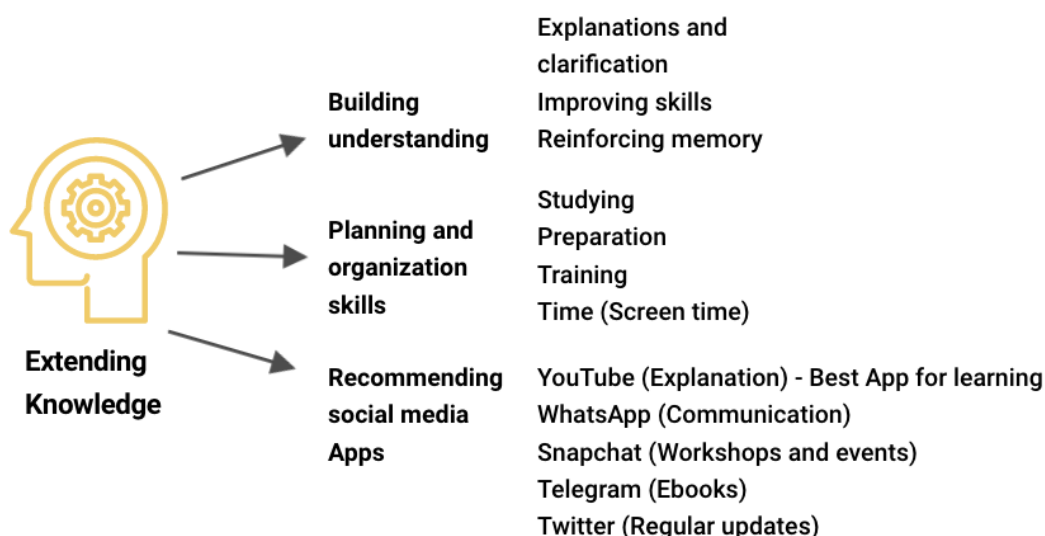 Extending
Knowledge
Building
understanding
Explanations and
clarification
Improving skills
Reinforcing memory
Planning and
organization
skills
Studying
Preparation
Training
Time (Screen time)
Recommending
social media
Apps
YouTube (Explanation) - Best App for learning
WhatsApp (Communication)
Snapchat (Workshops and events)
Telegram (Ebooks)
Twitter (Regular updates)